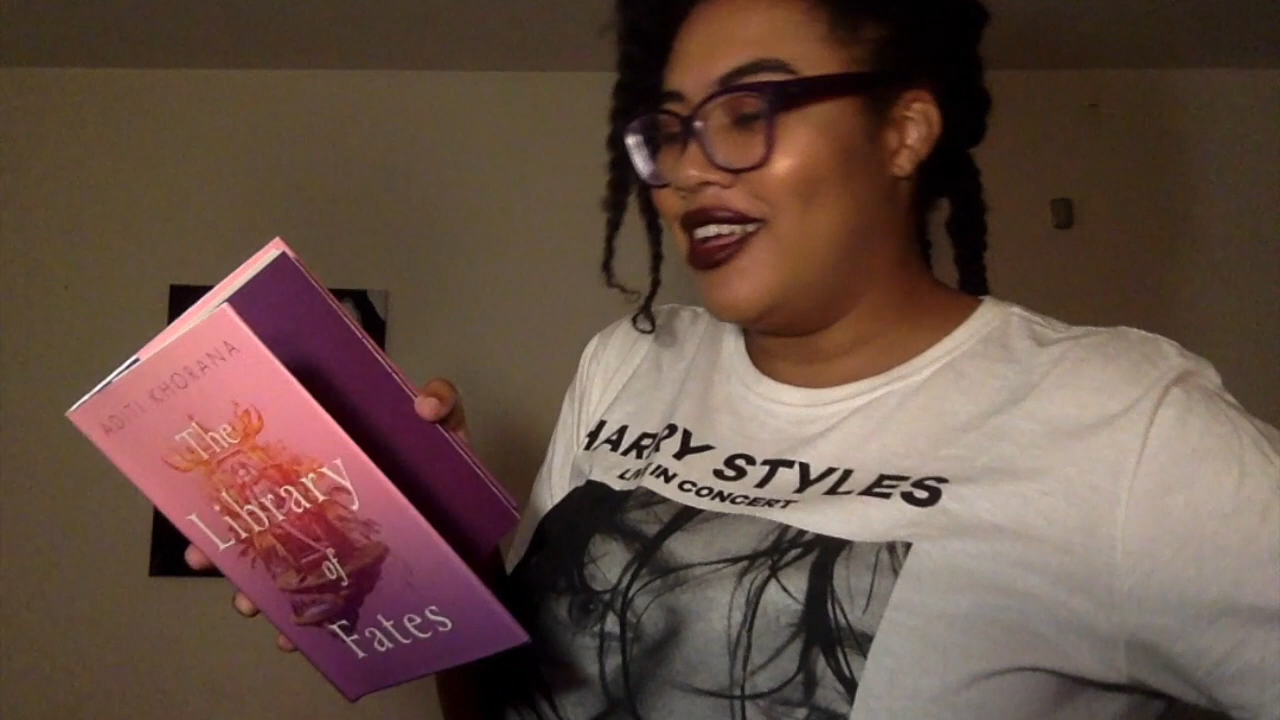 ADITI KHORANA
The
Library
of
Fates
HARRY STYLES
LIVE IN CONCERT